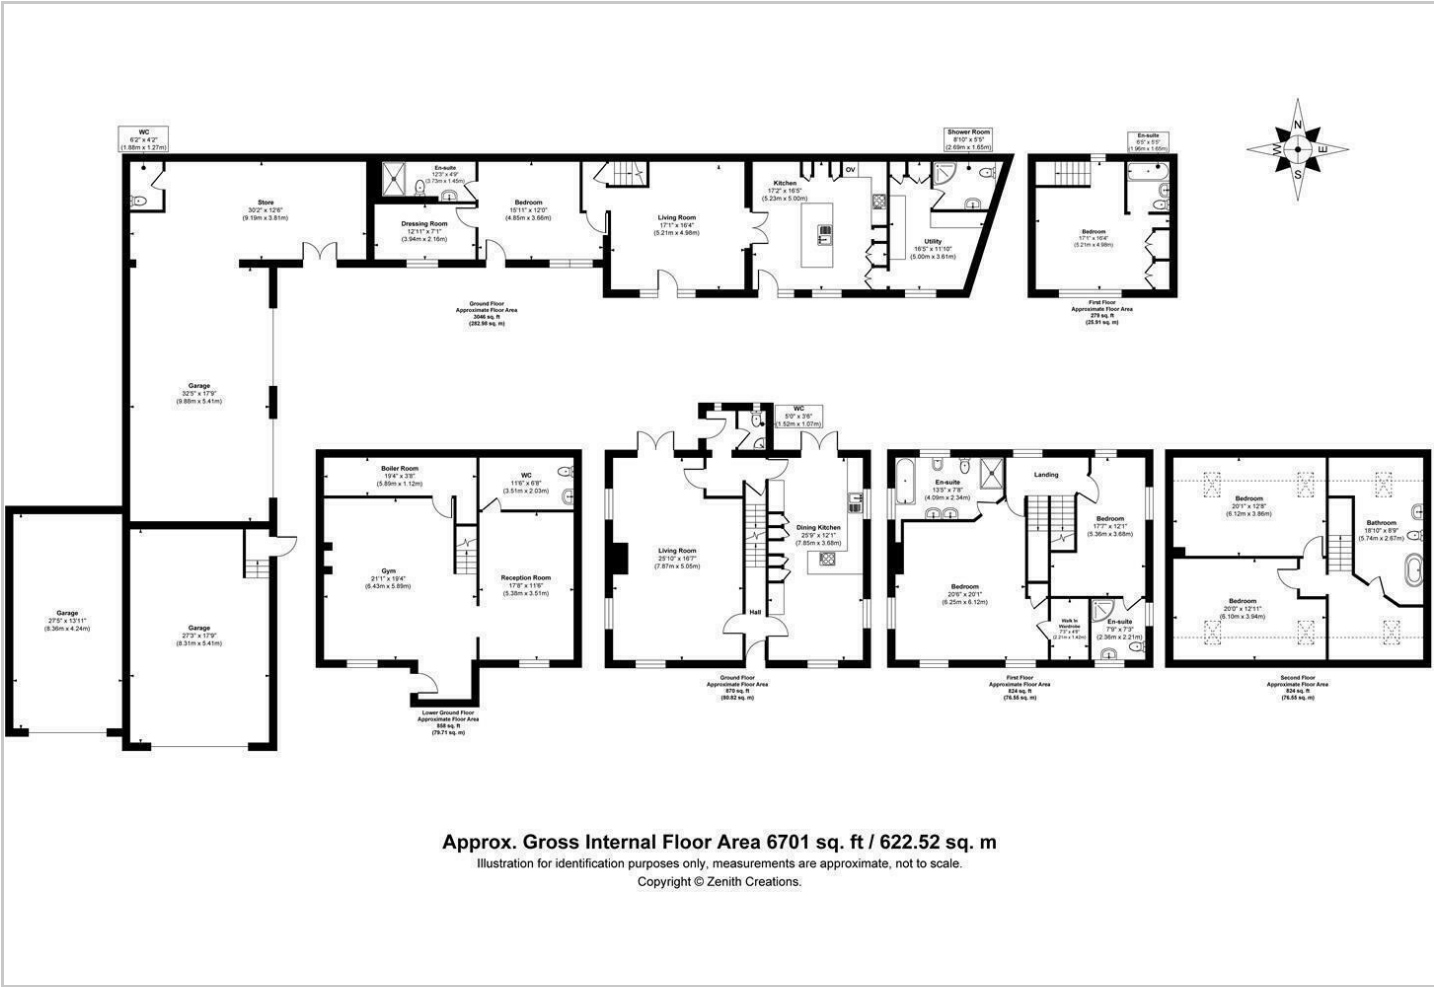 WC
6'2" x 4'2"
(1.88m x 1.27m)
Store
30'2" x 12'6"
(9.19m x 3.81m)
En-suite
12'3" x 4'9"
(3.73m x 1.45m)
Dressing Room
12'11" x 7'1"
(3.94m x 2.16m)
Bedroom
15'11" x 12'0"
(4.85m x 3.66m)
Living Room
17'1" x 16'4"
(5.21m x 4.98m)
Kitchen
17'2" x 16'5"
(5.23m x 5.00m)
OV
Shower Room
8'10" x 5'5"
(2.69m x 1.65m)
Utility
16'5" x 11'10"
(5.00m x 3.61m)
En-suite
6'5" x 5'5"
(1.96m x 1.65m)
Bedroom
17'1" x 16'4"
(5.21m x 4.98m)
First Floor
Approximate Floor Area
279 sq. ft
(25.91 sq. m)
N
W
E
S
Ground Floor
Approximate Floor Area
3046 sq. ft
(282.98 sq. m)
Garage
32'5" x 17'9"
(9.88m x 5.41m)
Garage
27'5" x 13'11"
(8.36m x 4.24m)
Garage
27'3" x 17'9"
(8.31m x 5.41m)
Boiler Room
19'4" x 3'8"
(5.89m x 1.12m)
WC
11'6" x 6'8"
(3.51m x 2.03m)
Gym
21'1" x 19'4"
(6.43m x 5.89m)
Reception Room
17'8" x 11'6"
(5.38m x 3.51m)
Lower Ground Floor
Approximate Floor Area
858 sq. ft
(79.71 sq. m)
WC
5'0" x 3'6"
(1.52m x 1.07m)
Living Room
25'10" x 16'7"
(7.87m x 5.05m)
Dining Kitchen
25'9" x 12'1"
(7.85m x 3.68m)
Hall
Ground Floor
Approximate Floor Area
870 sq. ft
(80.82 sq. m)
En-suite
13'5" x 7'8"
(4.09m x 2.34m)
Landing
Bedroom
17'7" x 12'1"
(5.36m x 3.68m)
Bedroom
20'6" x 20'1"
(6.25m x 6.12m)
Walk In
Wardrobe
En-suite
7'9" x 7'3"
(2.36m x 2.21m)
First Floor
Approximate Floor Area
824 sq. ft
(76.55 sq. m)
Bedroom
20'1" x 12'8"
(6.12m x 3.86m)
Bathroom
18'10" x 8'9"
(5.74m x 2.67m)
Bedroom
20'0" x 12'11"
(6.10m x 3.94m)
Second Floor
Approximate Floor Area
824 sq. ft
(76.55 sq. m)
Approx. Gross Internal Floor Area 6701 sq. ft / 622.52 sq. m
Illustration for identification purposes only, measurements are approximate, not to scale.
Copyright © Zenith Creations.